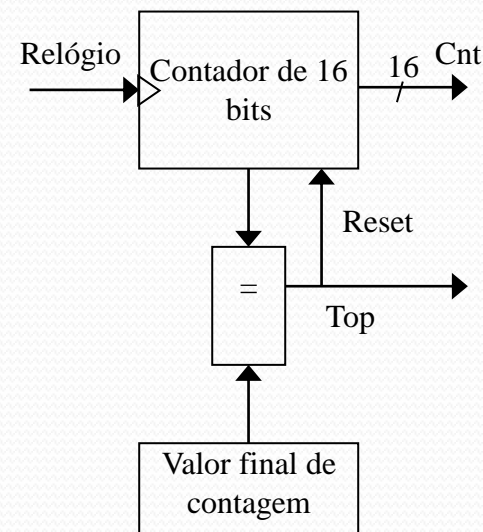 Relógio
Contador de 16
bits
16
Cnt
Reset
=
Top
Valor final de
contagem